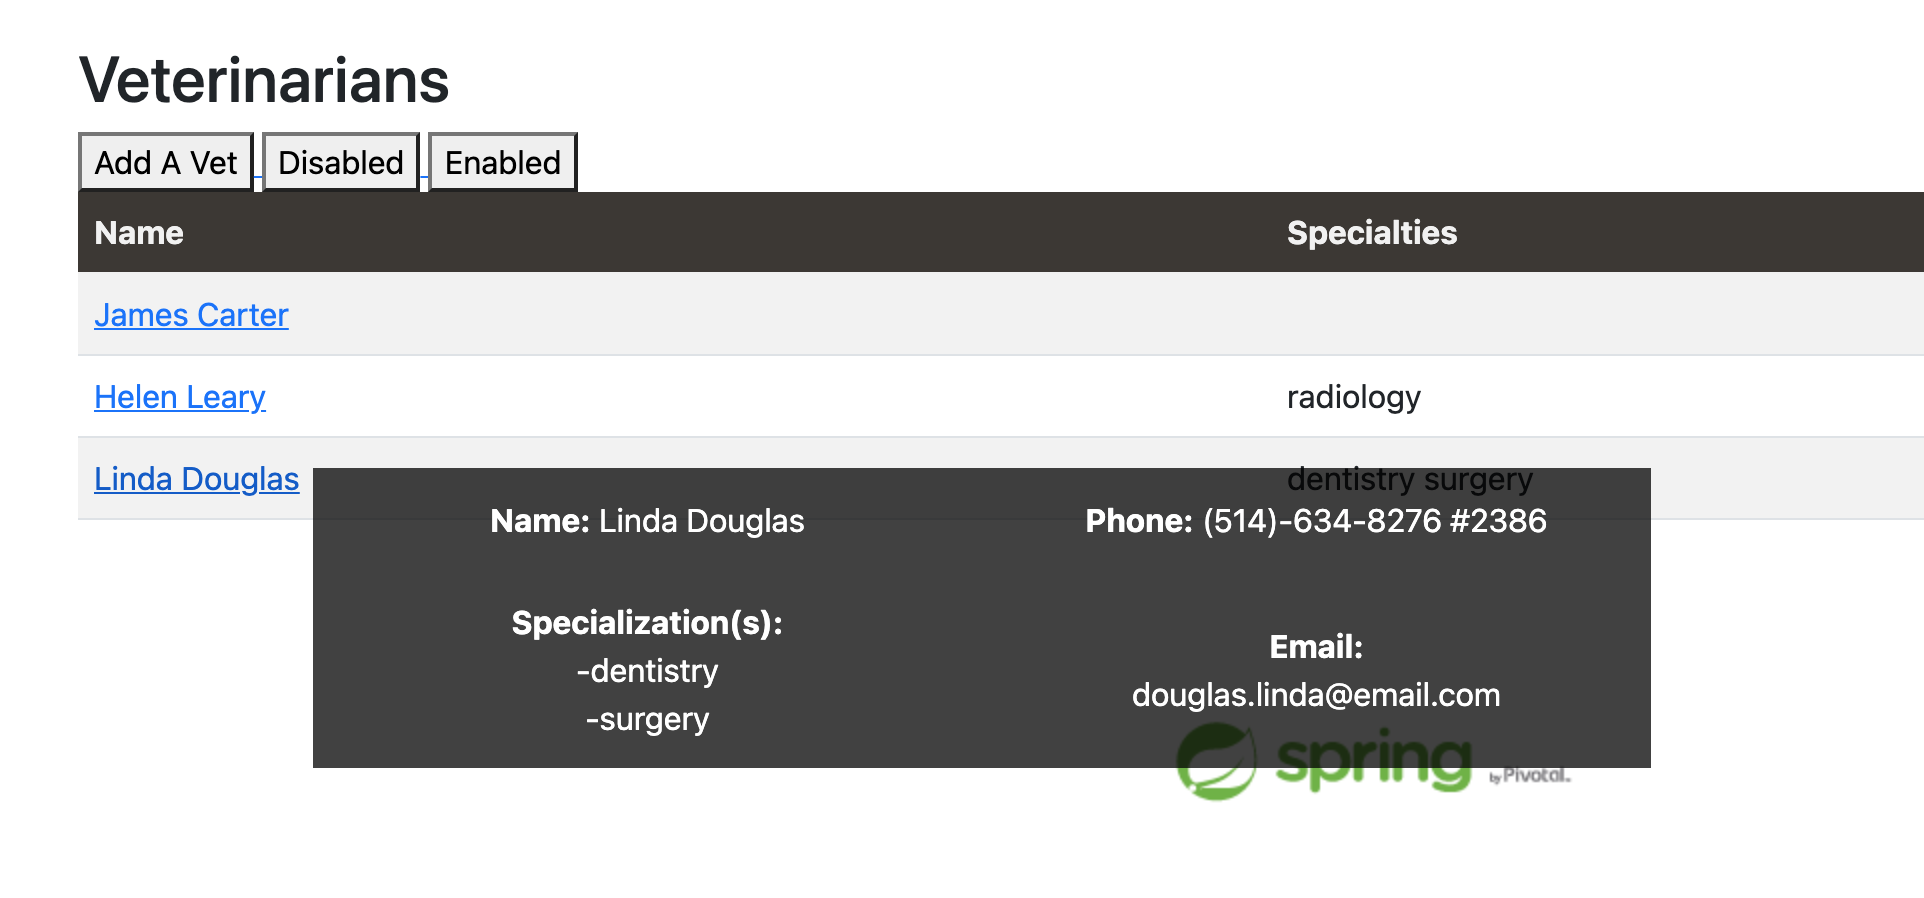 Veterinarians
Add A Vet Disabled Enabled
Name Specialties
James Carter
Helen Leary radiology
Linda Douglas dentistry surgery
Name: Linda Douglas Phone: (514)-634-8276 #2386
Specialization(s):
-dentistry
-surgery
Email:
douglas.linda@email.com
spring by Pivotal.